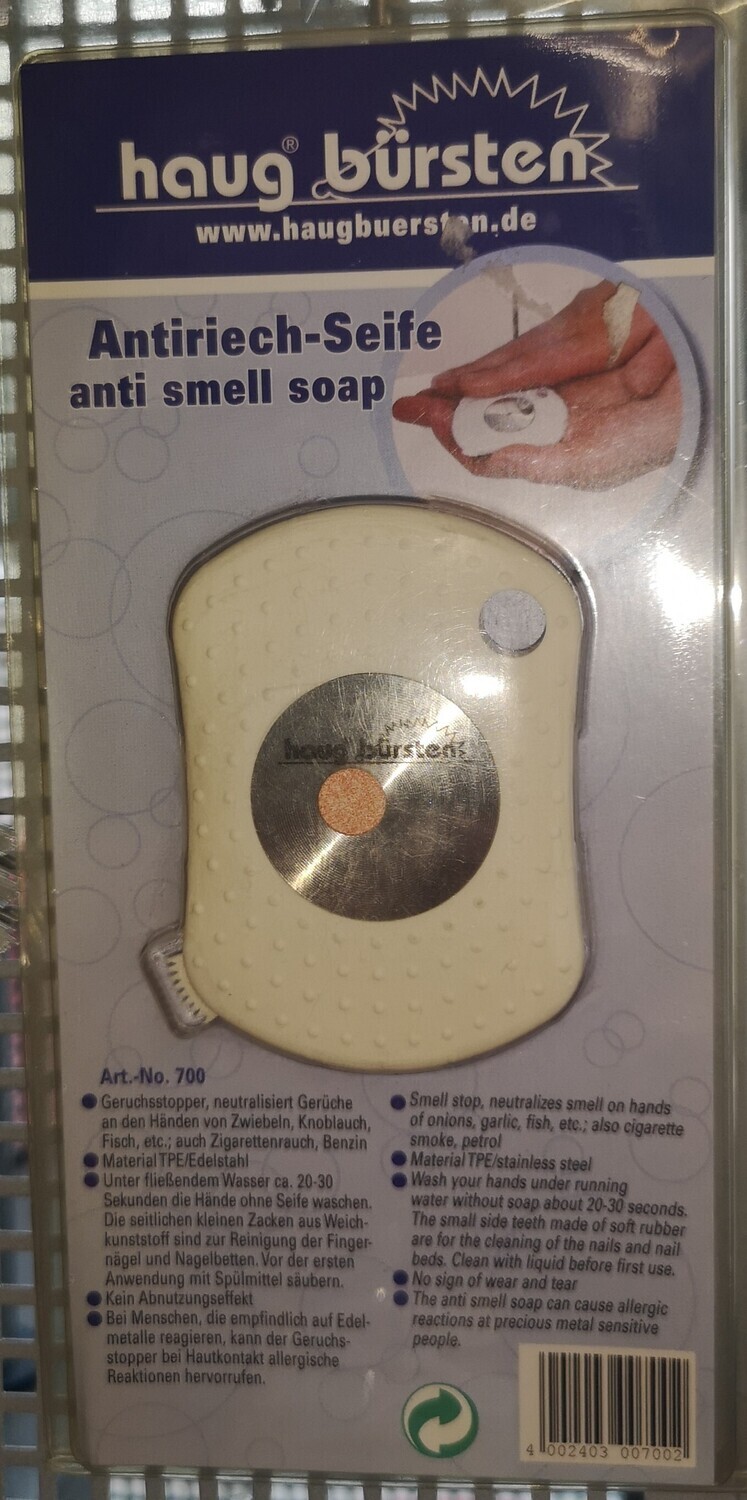 haug® bürsten
www.haugbuersten.de
Antiriech-Seife
anti smell soap
haug bürsten
Art.-No. 700
Geruchsstopper, neutralisiert Gerüche
an den Händen von Zwiebeln, Knoblauch,
Fisch, etc.; auch Zigarettenrauch, Benzin
Material TPE/Edelstahl
Unter fließendem Wasser ca. 20-30
Sekunden die Hände ohne Seife waschen.
Die seitlichen kleinen Zacken aus Weich-
kunststoff sind zur Reinigung der Finger-
nägel und Nagelbetten. Vor der ersten
Anwendung mit Spülmittel säubern.
Kein Abnutzungseffekt
Bei Menschen, die empfindlich auf Edel-
metalle reagieren, kann der Geruchs-
stopper bei Hautkontakt allergische
Reaktionen hervorrufen.
Smell stop, neutralizes smell on hands
of onions, garlic, fish, etc.; also cigarette
smoke, petrol
Material TPE/stainless steel
Wash your hands under running
water without soap about 20-30 seconds.
The small side teeth made of soft rubber
are for the cleaning of the nails and nail
beds. Clean with liquid before first use.
No sign of wear and tear
The anti smell soap can cause allergic
reactions at precious metal sensitive
people.
4 002403 007002